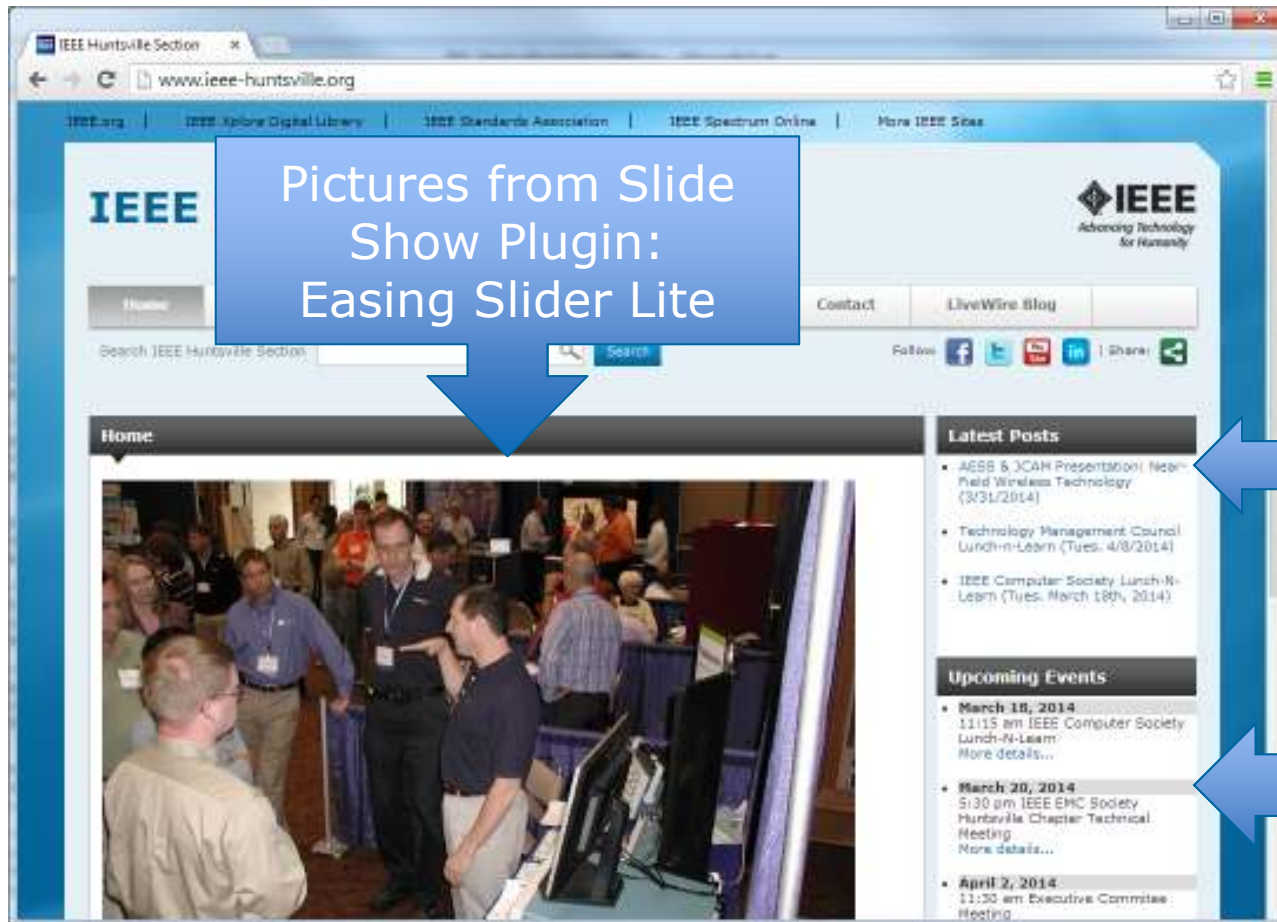 IEEE Huntsville Section
www.ieee-huntsville.org
IEEE.org | IEEE Xplore Digital Library | IEEE Standards Association | IEEE Spectrum Online | More IEEE Sites
Pictures from Slide
Show Plugin:
Easing Slider Lite
IEEE
IEEE
Advancing Technology
for Humanity
Home
Contact
LiveWire Blog
Search IEEE Huntsville Section
Search
Follow:
You
Tube
in
| Share:
Home
Latest Posts
• AESS & JCAM Presentation: Near-
Field Wireless Technology
(3/31/2014)
• Technology Management Council
Lunch-n-Learn (Tues. 4/8/2014)
• IEEE Computer Society Lunch-N-
Learn (Tues. March 18th, 2014)
Upcoming Events
• March 18, 2014
11:15 am IEEE Computer Society
Lunch-N-Learn
More details...
• March 20, 2014
5:30 pm IEEE EMC Society
Huntsville Chapter Technical
Meeting
More details...
• April 2, 2014
11:30 am Executive Commitee
Meeting